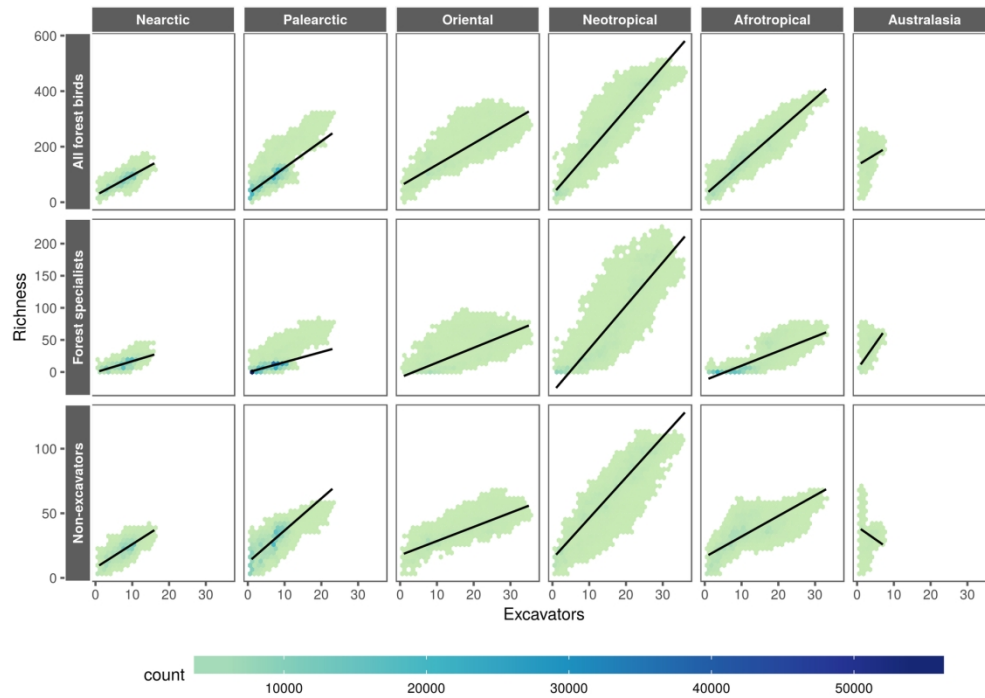 Nearctic Palearctic Oriental Neotropical Afrotropical Australasia
All forest birds
600
400
200
0
Forest specialists
200
150
100
50
0
Non-excavators
100
50
0
Richness
0 10 20 30 0 10 20 30 0 10 20 30 0 10 20 30 0 10 20 30 0 10 20 30
Excavators
count
10000 20000 30000 40000 50000